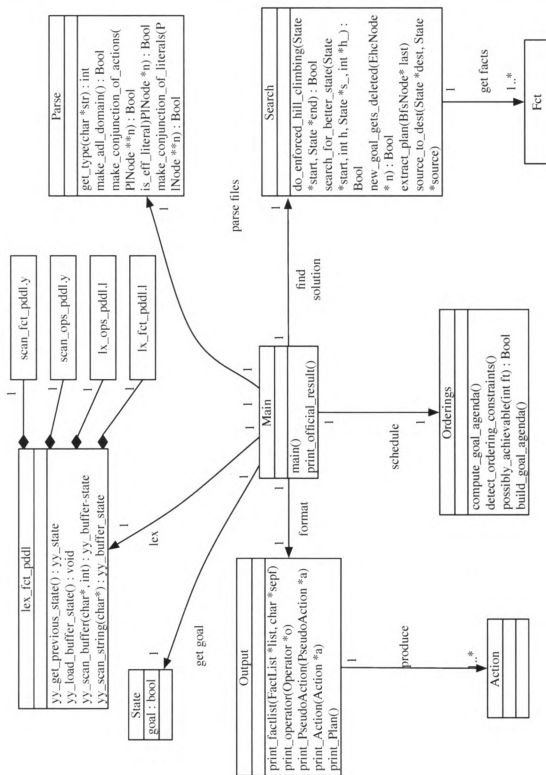 lex_fct_pddl
yy_get_previous_state() : yy_state
yy_load_buffer_state() : void
yy_scan_buffer(char*, int) : yy_buffer-state
yy_scan_string(char*) : yy_buffer_state
1
scan_fct_pddl.y
1
scan_ops_pddl.y
1
lx_ops_pddl.l
1
lx_fct_pddl.l
Parse
get_type(char *str) : int
make_adl_domain() : Bool
make_conjunction_of_actions(
PlNode **n) : Bool
is_eff_literal)PlNode *n) : Bool
make_conjunction_of_literals(P
lNode **n) : Bool
1
parse files
1
State
goal : bool
1
get goal
1
1
lex
1
Main
main()
print_official_result()
1
find
solution
1
Search
do_enforced_hill_climbing(State
*start, State *end) : Bool
search_for_better_state(State
*start, int h, State *s_, int *h_) :
Bool
new_goal_gets_deleted(EhcNode
* n) : Bool
extract_plan(BfsNode* last)
source_to_dest(State *dest, State
*source)
1
get facts
1..*
Fct
1
format
1
Output
print_factlist(FactList *list, char *sepf)
print_operator(Operator *o)
print_PseudoAction(PseudoAction *a)
print_Action(Action *a)
print_Plan()
1
produce
1..*
Action
1
schedule
1
Orderings
compute_goal_agenda()
detect_ordering_constraints()
possibly_achievable(int ft) : Bool
build_goal_agenda()